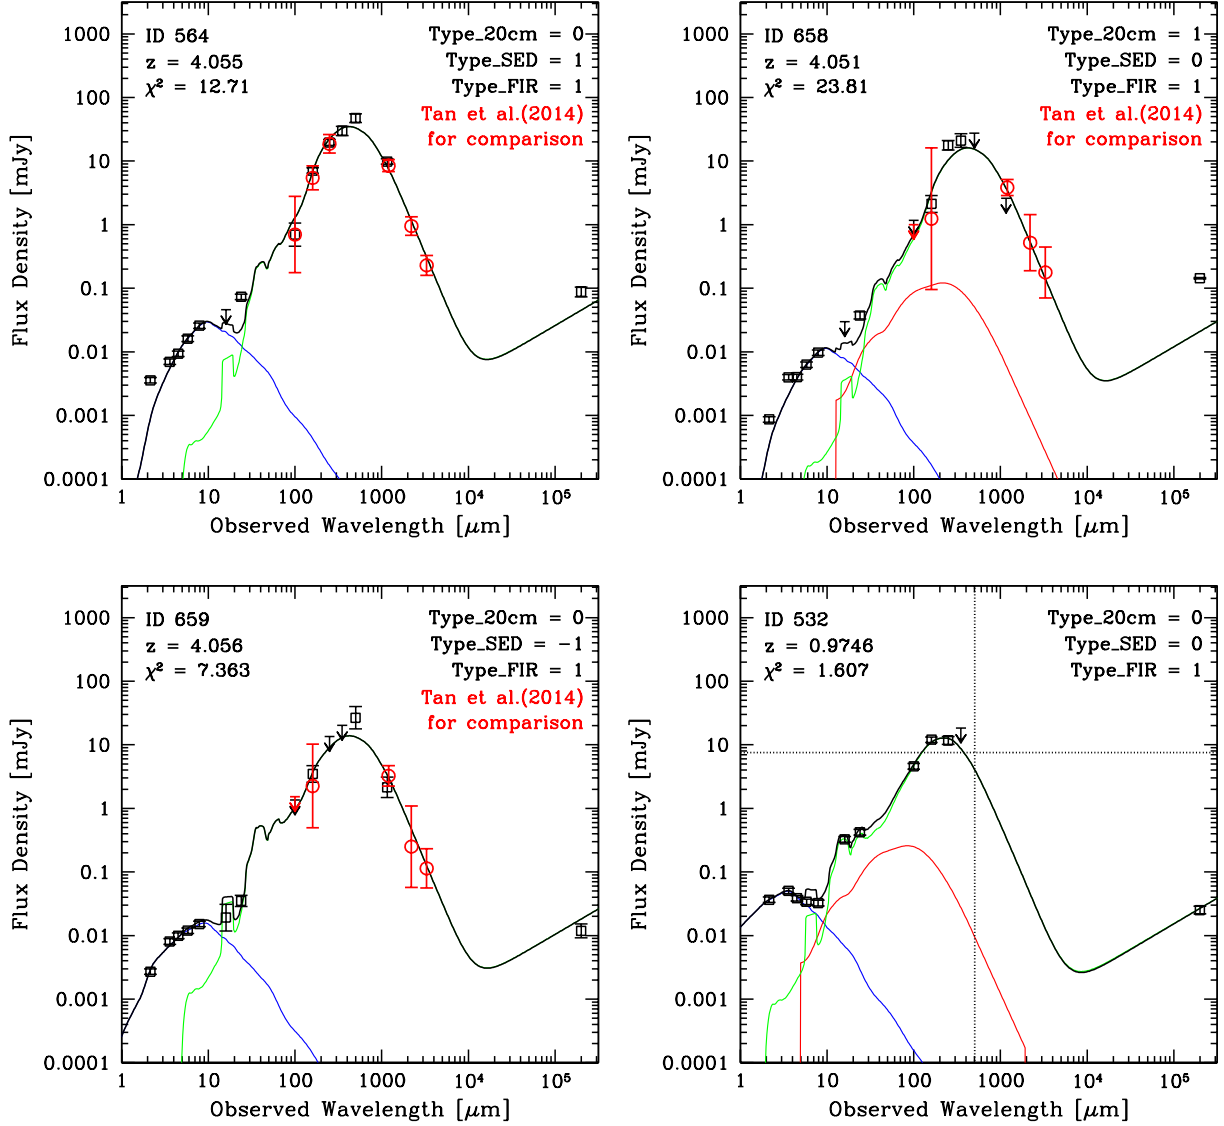 ID 564
z = 4.055
χ² = 12.71
Type_20cm = 0
Type_SED = 1
Type_FIR = 1
Tan et al.(2014)
for comparison
1000
100
10
1
0.1
0.01
0.001
0.0001
Flux Density [mJy]
1 10 100 1000 10⁴ 10⁵
Observed Wavelength [μm]
ID 658
z = 4.051
χ² = 23.81
Type_20cm = 1
Type_SED = 0
Type_FIR = 1
Tan et al.(2014)
for comparison
1000
100
10
1
0.1
0.01
0.001
0.0001
Flux Density [mJy]
1 10 100 1000 10⁴ 10⁵
Observed Wavelength [μm]
ID 659
z = 4.056
χ² = 7.363
Type_20cm = 0
Type_SED = −1
Type_FIR = 1
Tan et al.(2014)
for comparison
1000
100
10
1
0.1
0.01
0.001
0.0001
Flux Density [mJy]
1 10 100 1000 10⁴ 10⁵
Observed Wavelength [μm]
ID 532
z = 0.9746
χ² = 1.607
Type_20cm = 0
Type_SED = 0
Type_FIR = 1
1000
100
10
1
0.1
0.01
0.001
0.0001
Flux Density [mJy]
1 10 100 1000 10⁴ 10⁵
Observed Wavelength [μm]